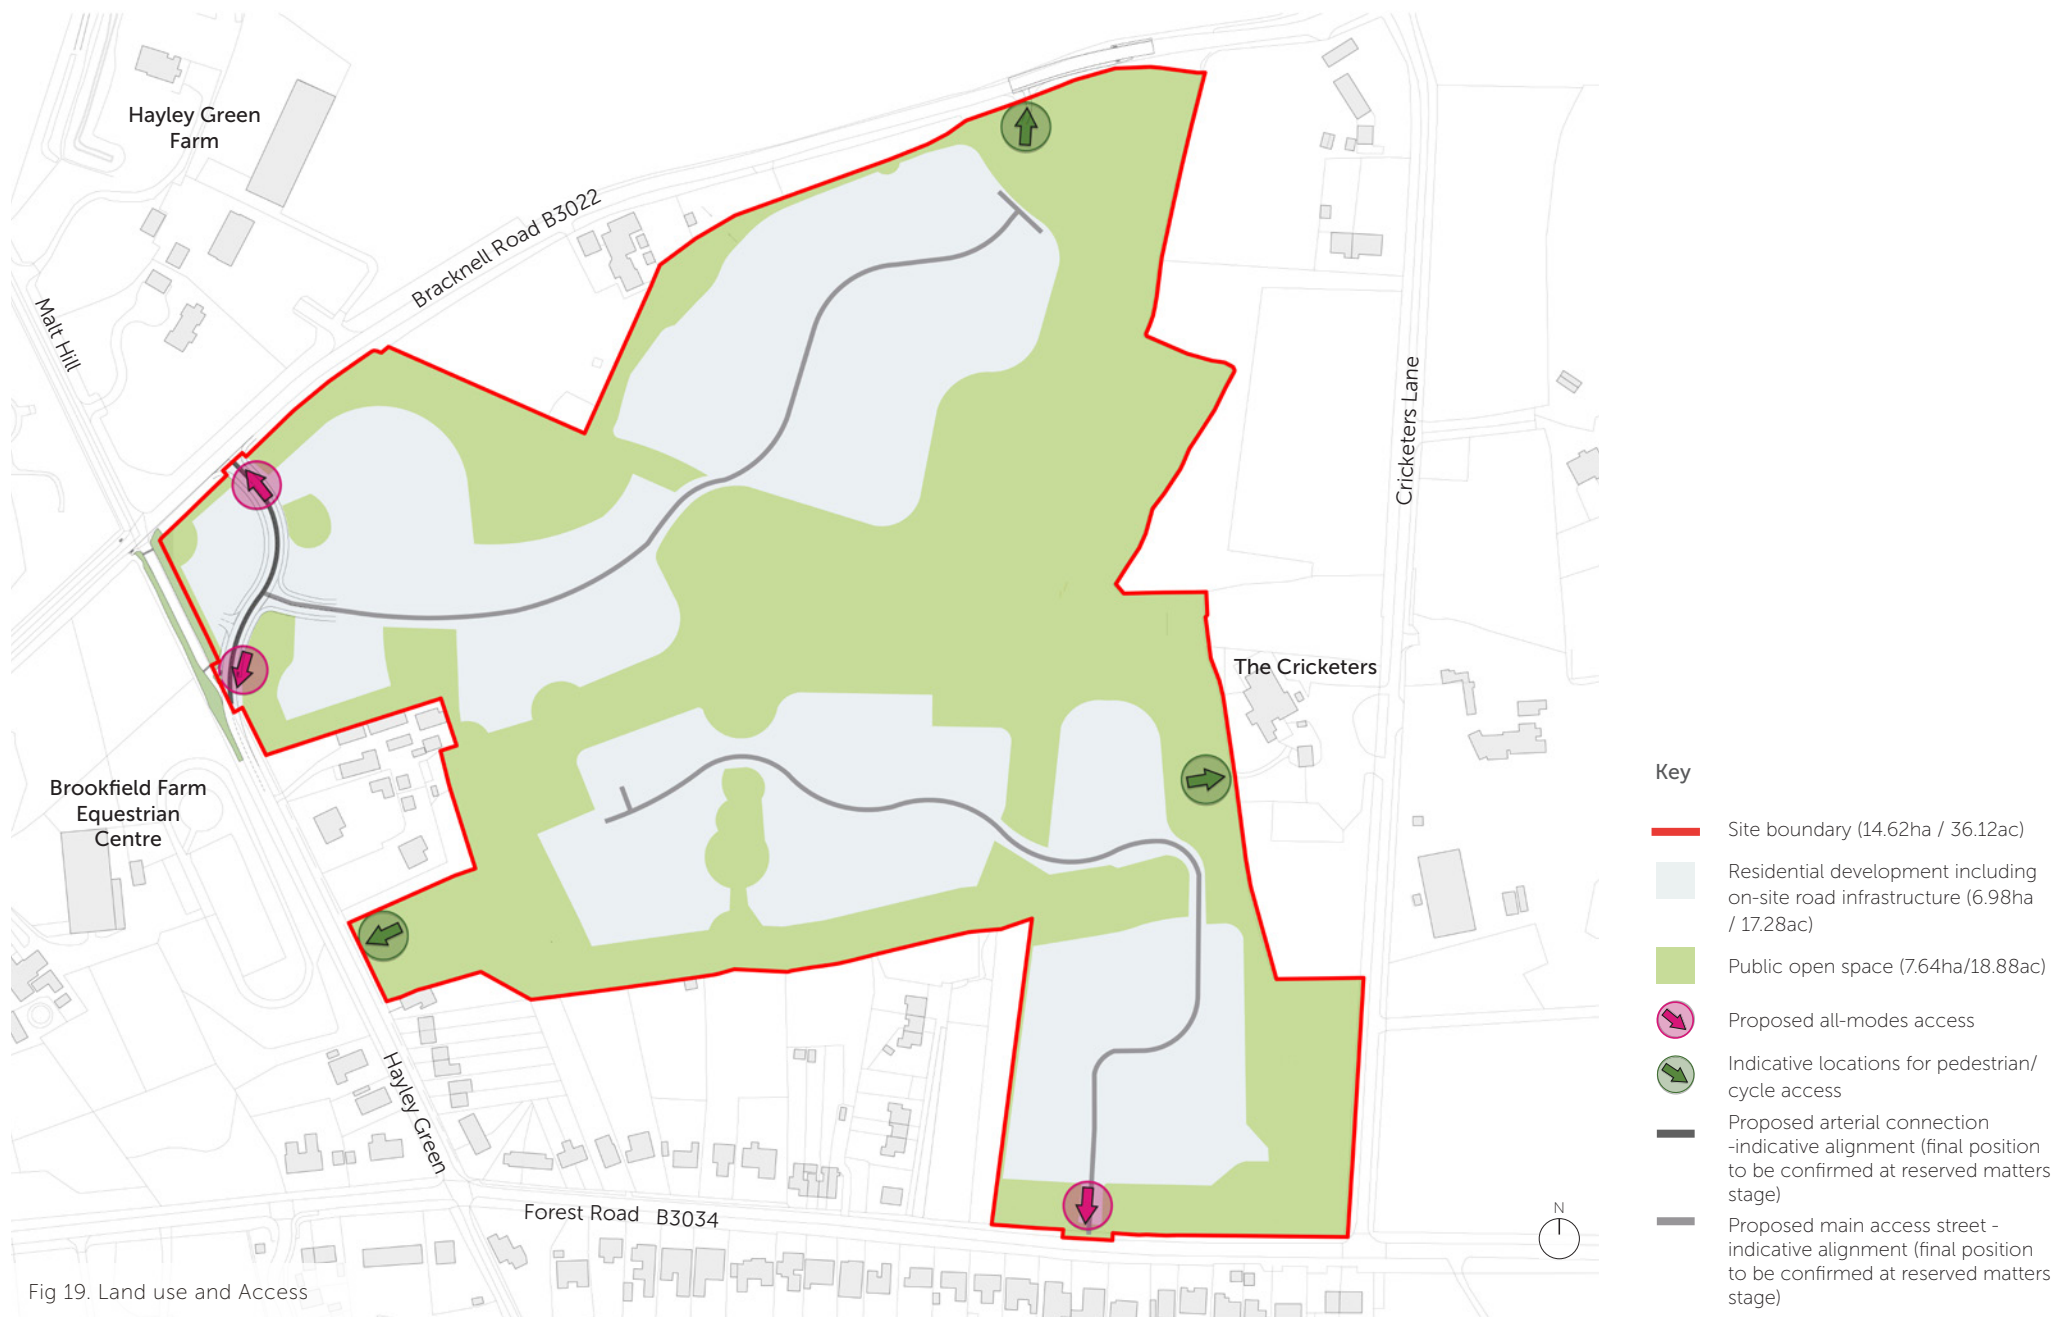 Hayley Green
Farm
Bracknell Road B3022
Malt Hill
Cricketers Lane
The Cricketers
Brookfield Farm
Equestrian
Centre
Hayley Green
Forest Road B3034
N
Fig 19. Land use and Access
Key
Site boundary (14.62ha / 36.12ac)
Residential development including
on-site road infrastructure (6.98ha
/ 17.28ac)
Public open space (7.64ha/18.88ac)
Proposed all-modes access
Indicative locations for pedestrian/
cycle access
Proposed arterial connection
-indicative alignment (final position
to be confirmed at reserved matters
stage)
Proposed main access street -
indicative alignment (final position
to be confirmed at reserved matters
stage)